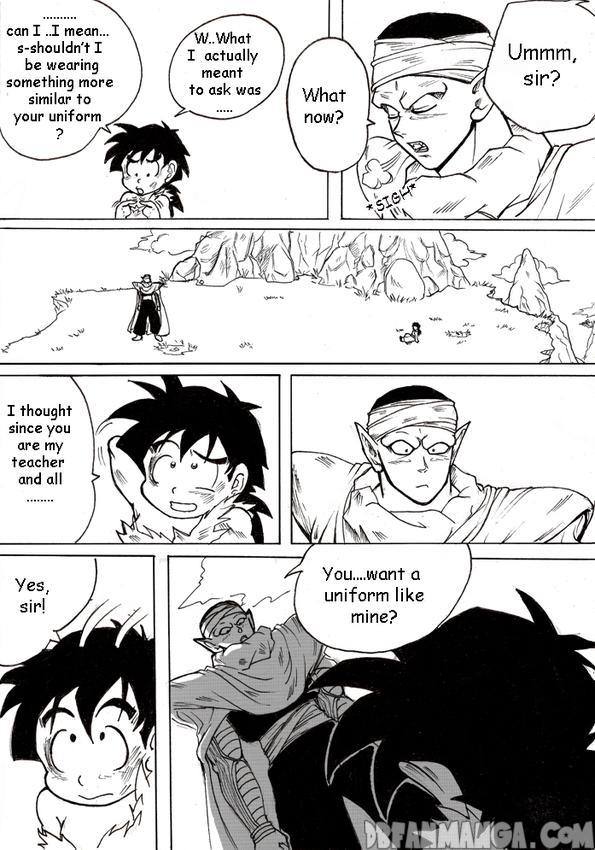 Ummm,
sir?
What
now?
*SIGH*
W..What
I actually
meant
to ask was
.....
..........
can I ..I mean...
s-shouldn't I
be wearing
something more
similar to
your uniform
?
I thought
since you
are my
teacher
and all
........
You....want a
uniform like
mine?
Yes,
sir!
DBFANMANGA.COM